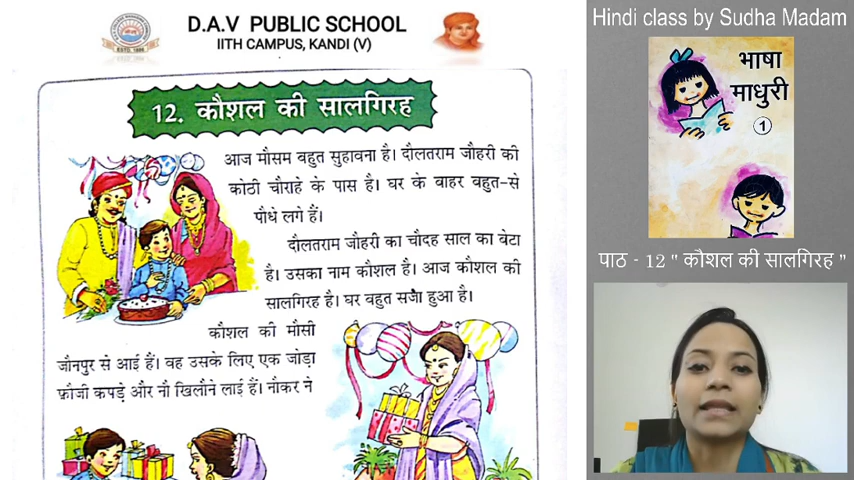 D.A.V PUBLIC SCHOOL
IITH CAMPUS, KANDI (V)
ESTD. 1886
12. कौशल की सालगिरह
आज मौसम बहुत सुहावना है। दौलतराम जौहरी की
कोठी चौराहे के पास है। घर के बाहर बहुत-से
पौधे लगे हैं।
दौलतराम जौहरी का चौदह साल का बेटा
है। उसका नाम कौशल है। आज कौशल की
सालगिरह है। घर बहुत सजा हुआ है।
कौशल की मौसी
जौनपुर से आई हैं। वह उसके लिए एक जोड़ा
फ़ौजी कपड़े और नौ खिलौने लाई हैं। नौकर ने
Hindi class by Sudha Madam
भाषा
माधुरी
1
पाठ - 12 " कौशल की सालगिरह "